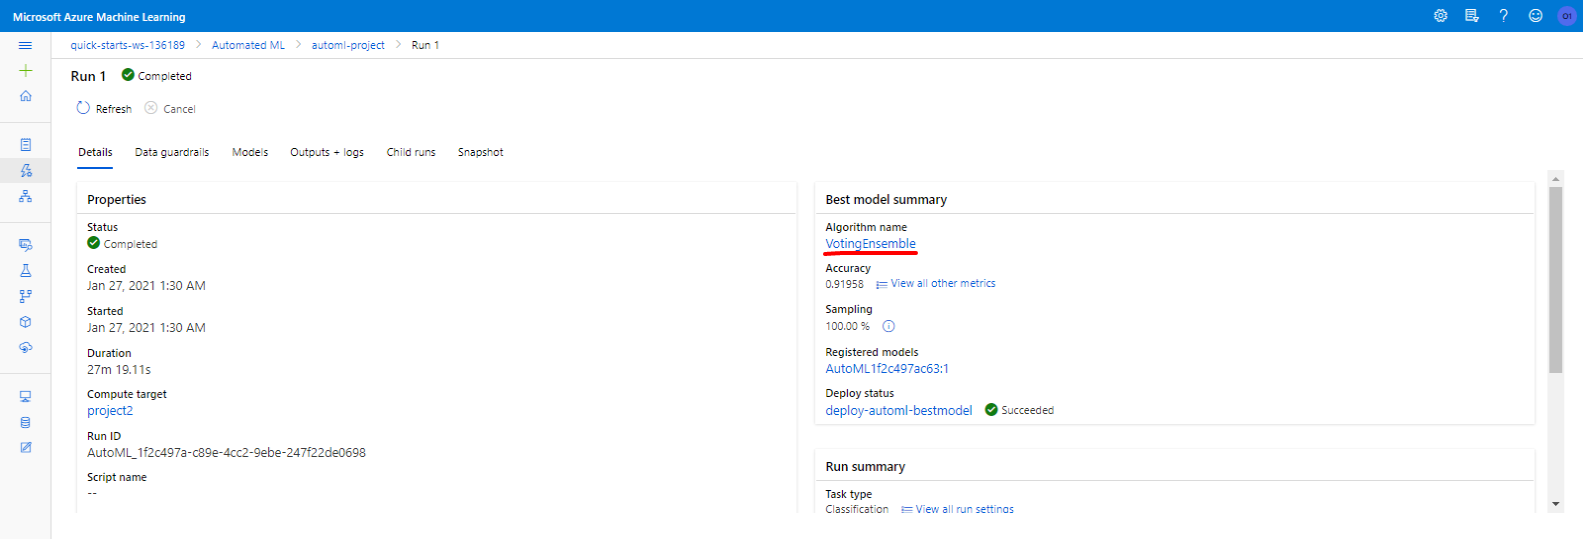 Microsoft Azure Machine Learning
quick-starts-ws-136189 > Automated ML > automl-project > Run 1
Run 1 Completed
Refresh Cancel
Details Data guardrails Models Outputs + logs Child runs Snapshot
Properties
Status
Completed
Created
Jan 27, 2021 1:30 AM
Started
Jan 27, 2021 1:30 AM
Duration
27m 19.11s
Compute target
project2
Run ID
AutoML_1f2c497a-c89e-4cc2-9ebe-247f22de0698
Script name
--
Best model summary
Algorithm name
VotingEnsemble
Accuracy
0.91958 View all other metrics
Sampling
100.00 %
Registered models
AutoML1f2c497ac63:1
Deploy status
deploy-automl-bestmodel Succeeded
Run summary
Task type
Classification View all run settings